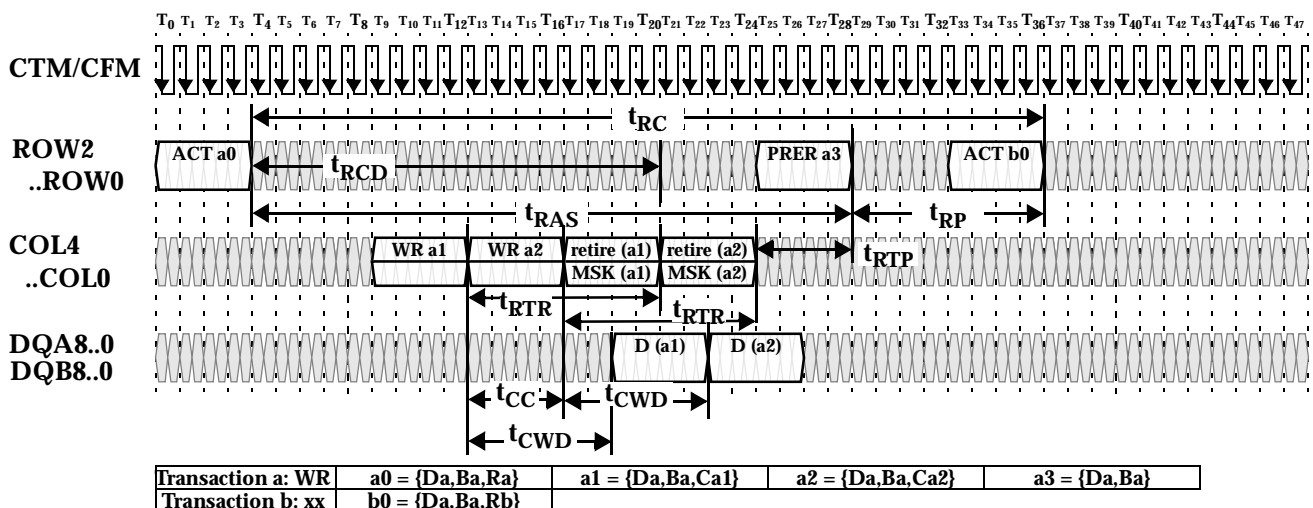 T0 T1 T2 T3 T4 T5 T6 T7 T8 T9 T10 T11 T12 T13 T14 T15 T16 T17 T18 T19 T20 T21 T22 T23 T24 T25 T26 T27 T28 T29 T30 T31 T32 T33 T34 T35 T36 T37 T38 T39 T40 T41 T42 T43 T44 T45 T46 T47
CTM/CFM
tRC
ROW2
..ROW0
ACT a0
tRCD
PRER a3
ACT b0
tRAS
tRP
COL4
..COL0
WR a1
WR a2
retire (a1)
MSK (a1)
retire (a2)
MSK (a2)
tRTP
tRTR
tRTR
DQA8..0
DQB8..0
D (a1)
D (a2)
tCC
tCWD
tCWD
Transaction a: WR a0 = {Da,Ba,Ra} a1 = {Da,Ba,Ca1} a2 = {Da,Ba,Ca2} a3 = {Da,Ba}
Transaction b: xx b0 = {Da,Ba,Rb}